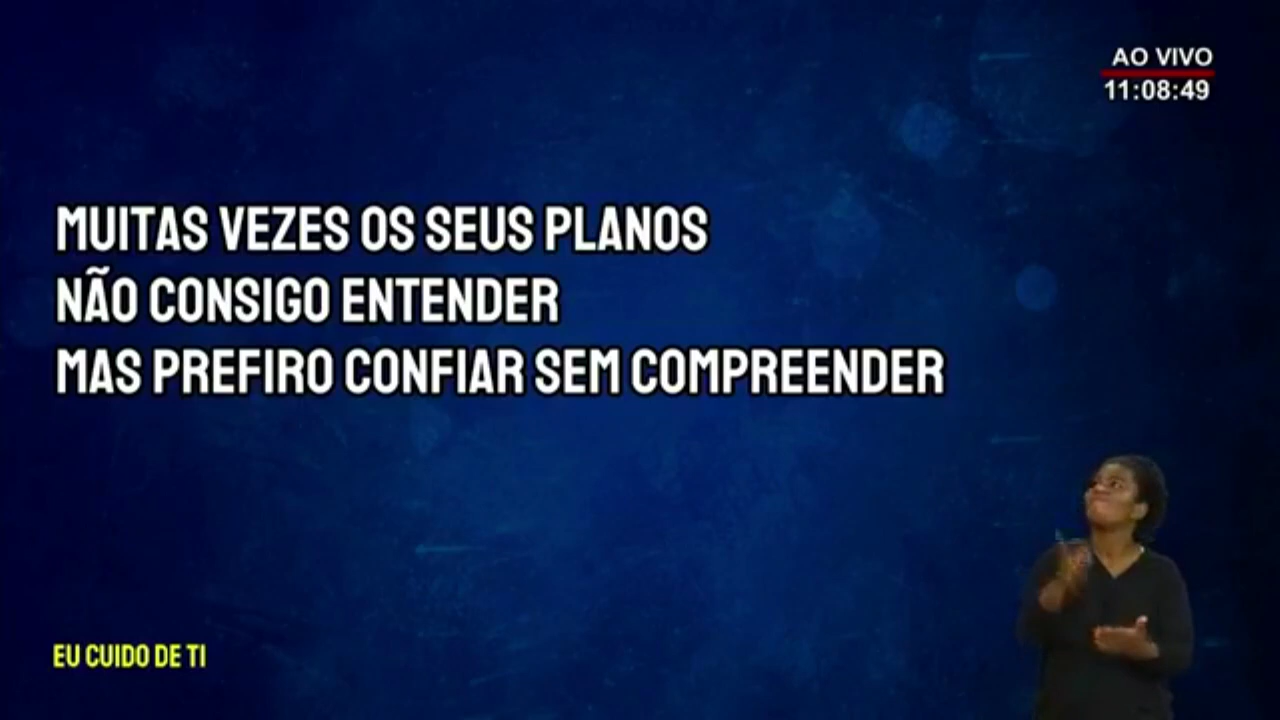 AO VIVO
11:08:49
MUITAS VEZES OS SEUS PLANOS
NÃO CONSIGO ENTENDER
MAS PREFIRO CONFIAR SEM COMPREENDER
EU CUIDO DE TI